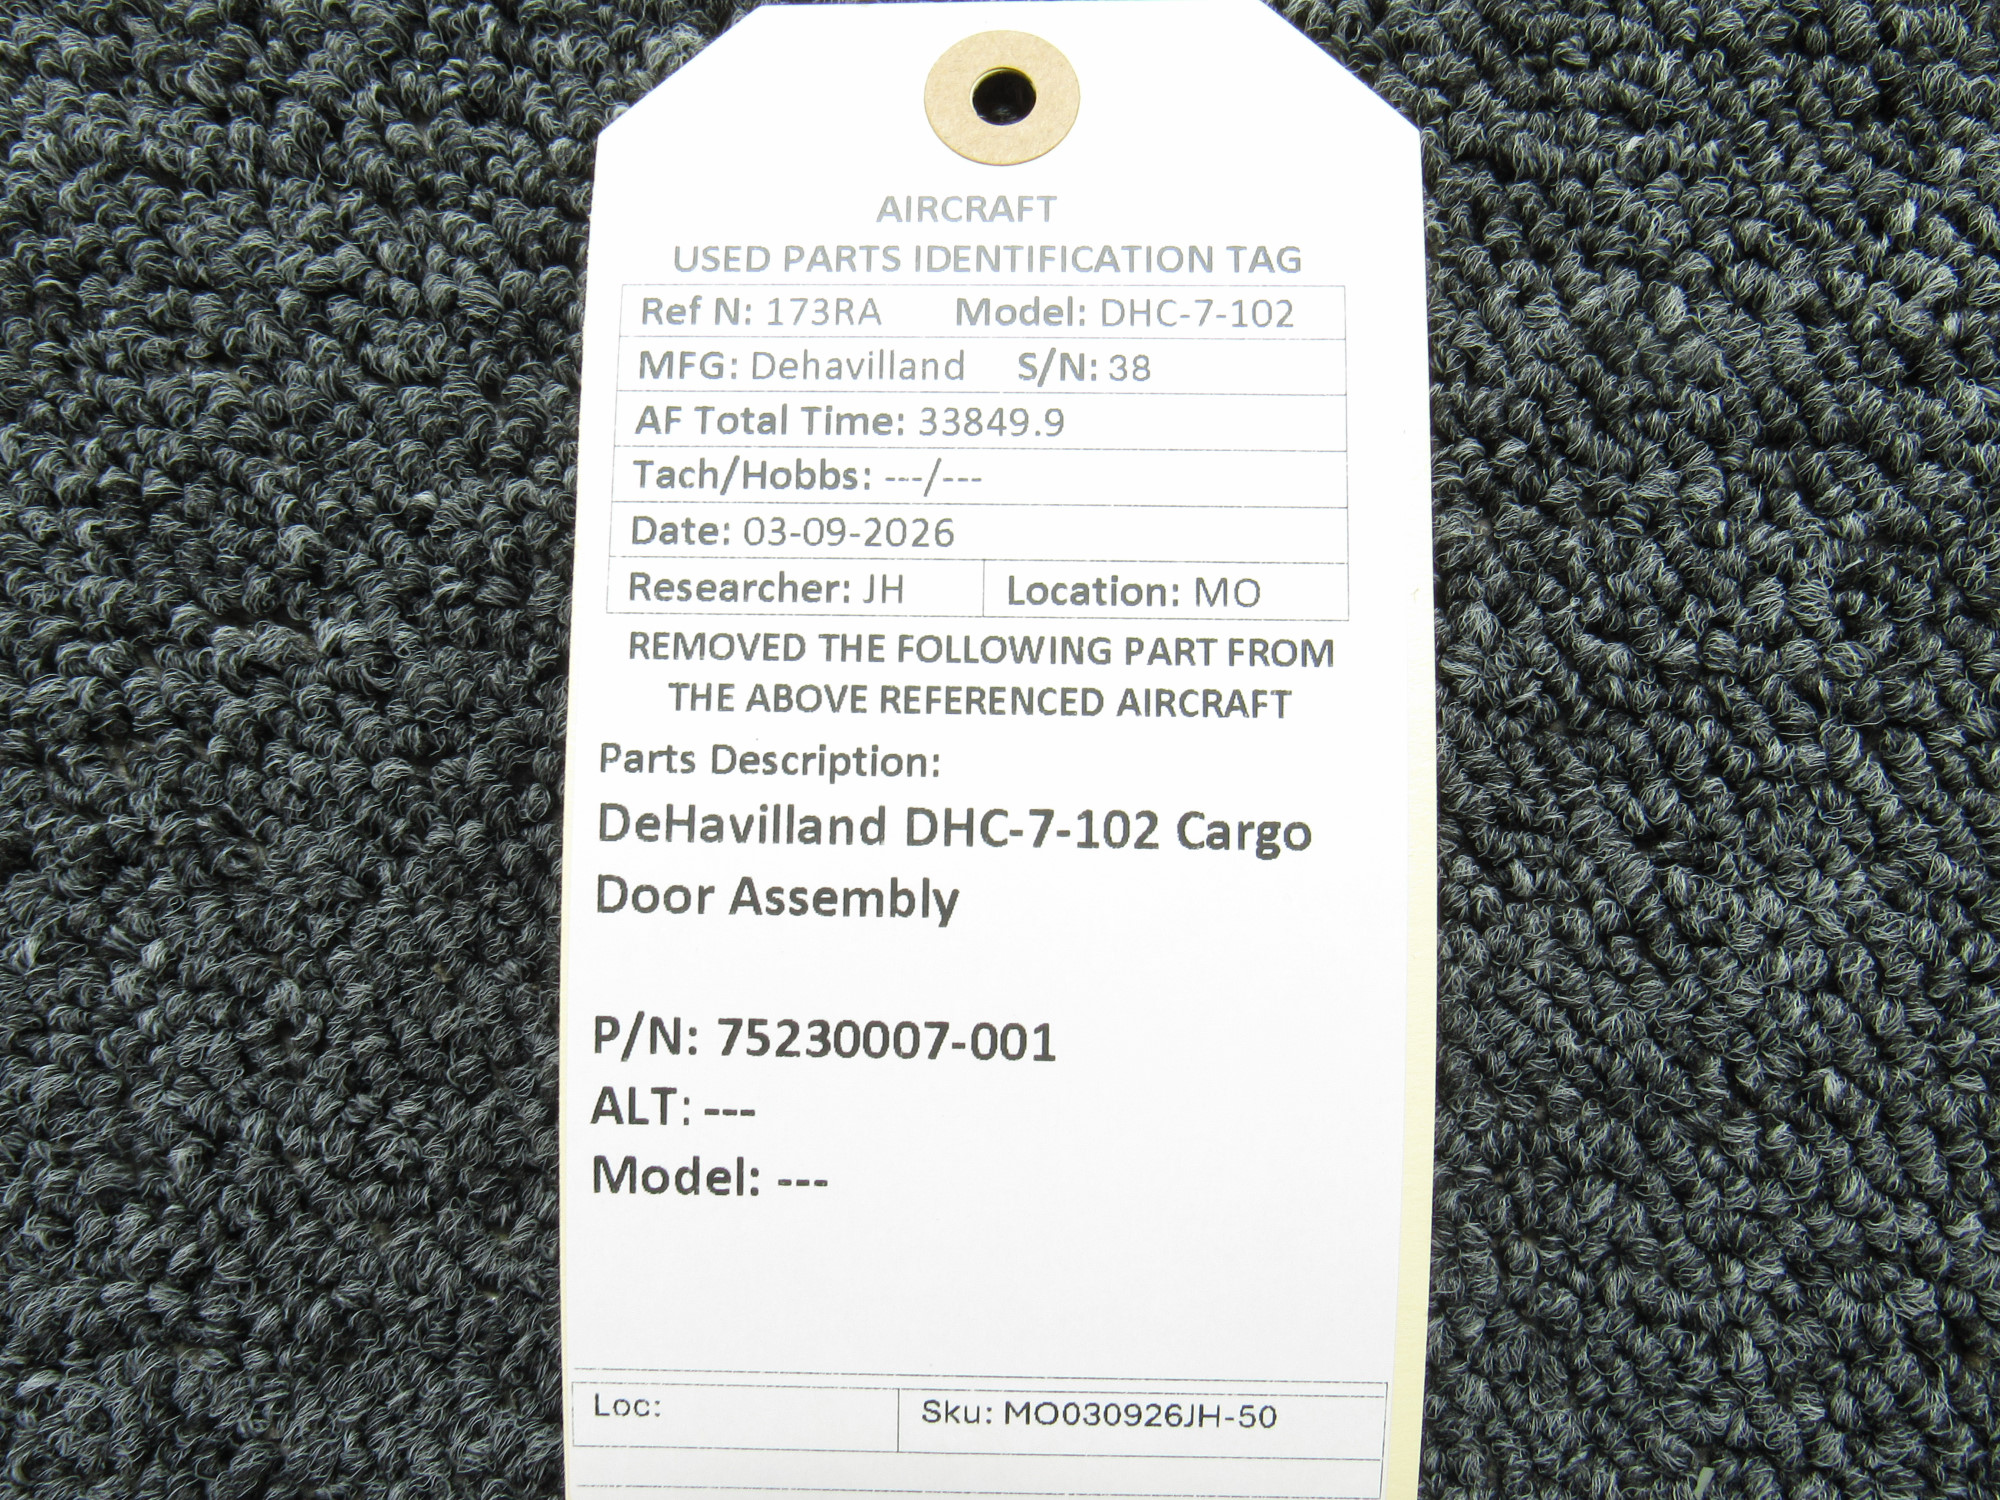 AIRCRAFT
USED PARTS IDENTIFICATION TAG
Ref N: 173RA Model: DHC-7-102
MFG: Dehavilland S/N: 38
AF Total Time: 33849.9
Tach/Hobbs: ---/---
Date: 03-09-2026
Researcher: JH Location: MO
REMOVED THE FOLLOWING PART FROM
THE ABOVE REFERENCED AIRCRAFT
Parts Description:
DeHavilland DHC-7-102 Cargo
Door Assembly
P/N: 75230007-001
ALT: ---
Model: ---
Loc: Sku: MO030926JH-50